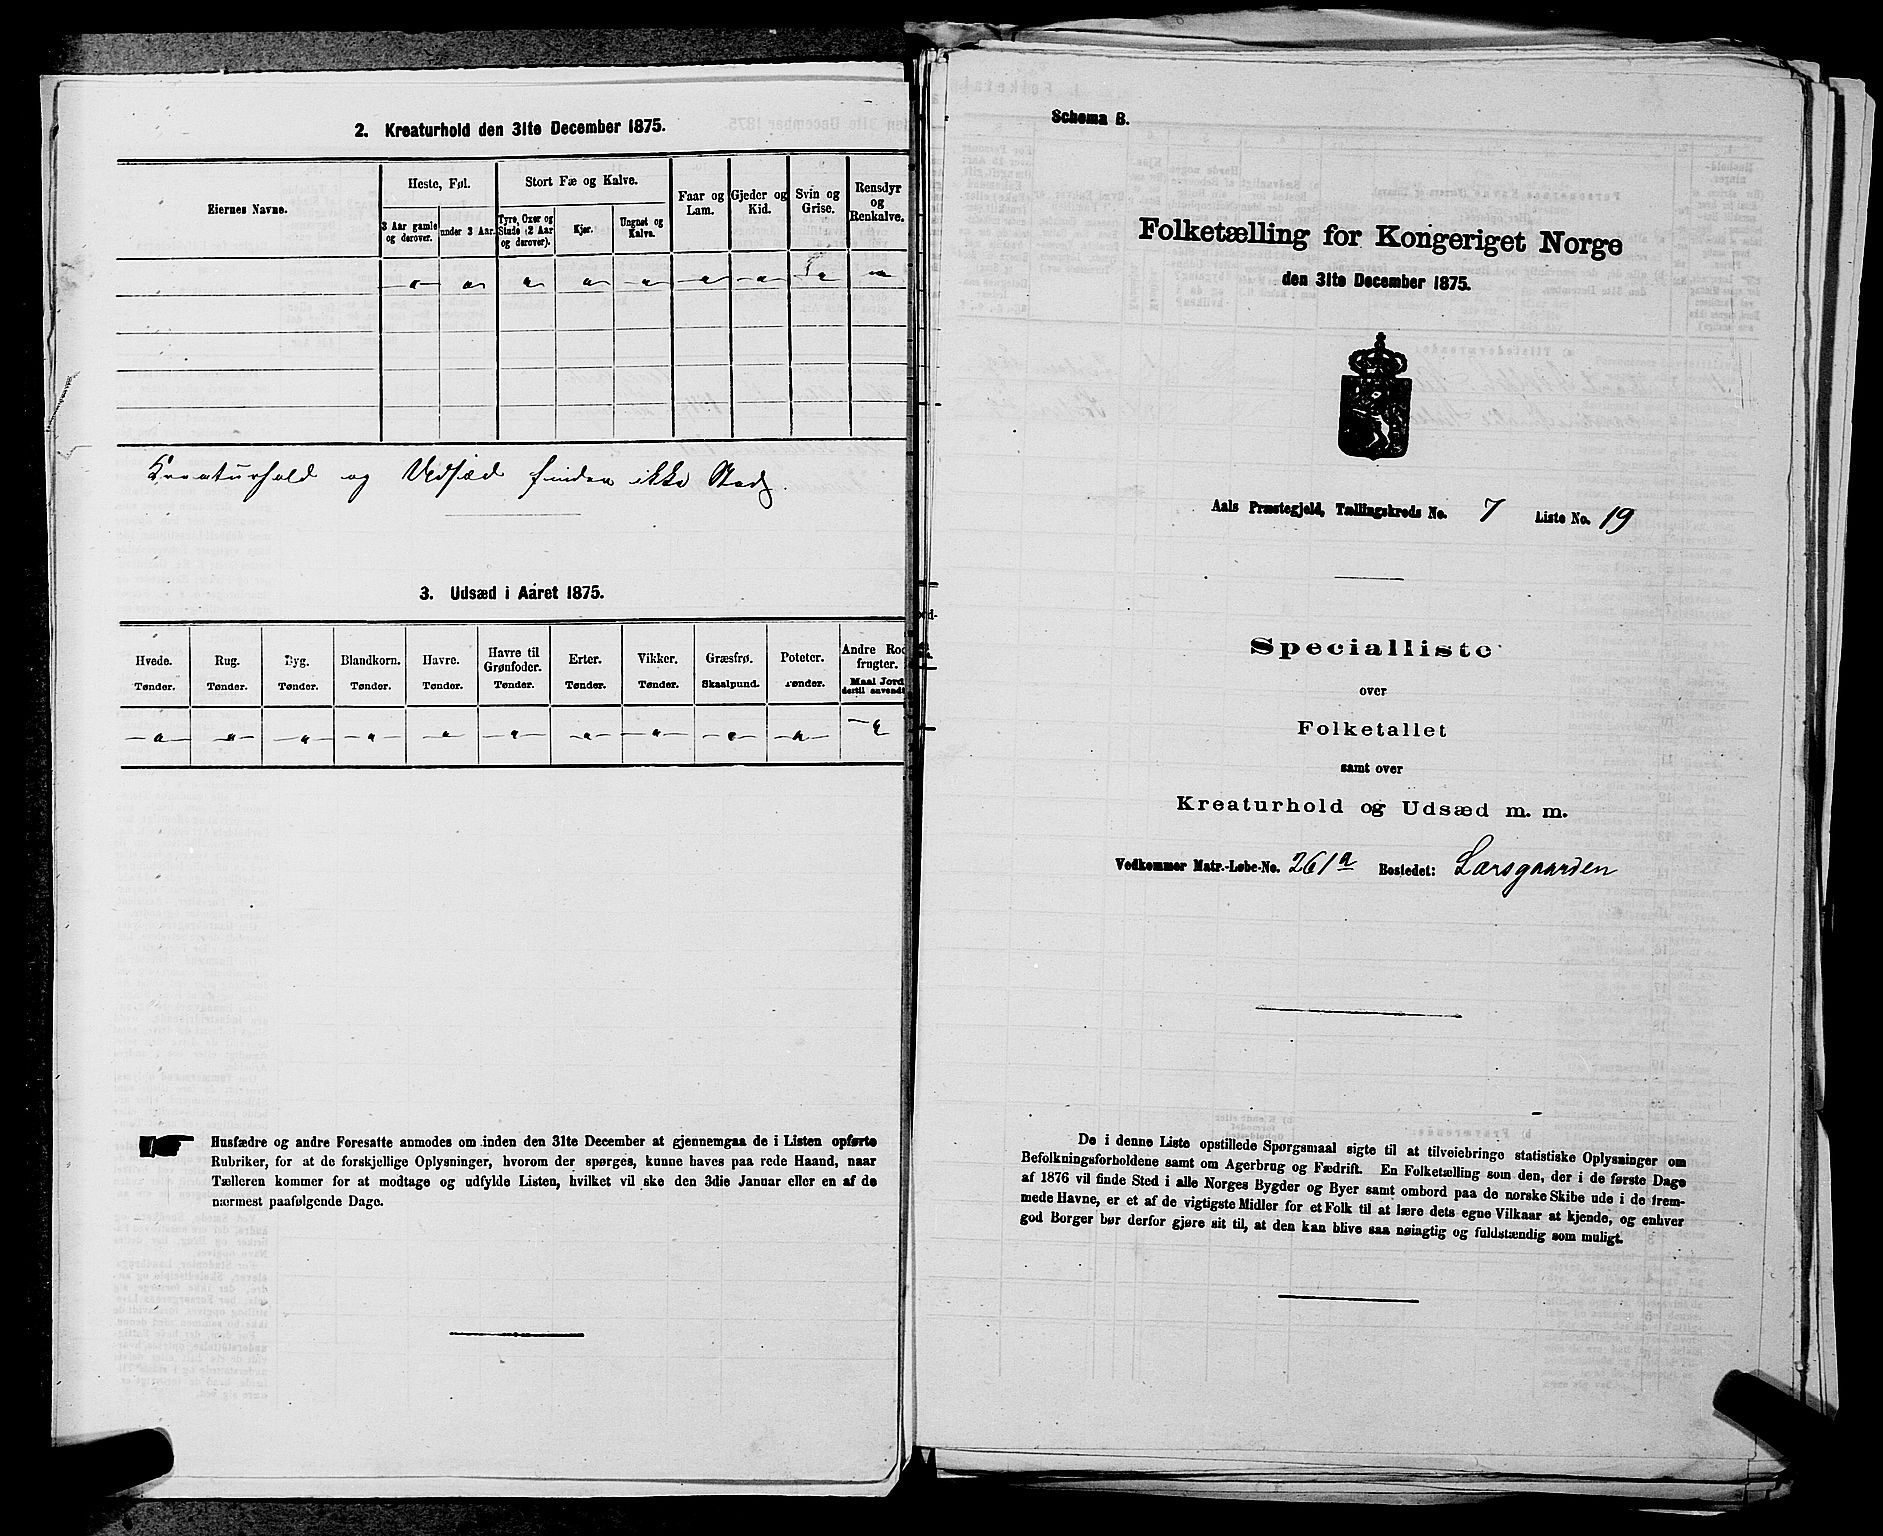 2. Kreaturhold den 31te December 1875.
Eiernes Navne.
Heste, Føl.
Stort Fæ og Kalve.
Faar og Lam.
Gjeder og Kid.
Svin og Grise.
Rensdyr og Renkalve.
3 Aar gamle og derover.
under 3 Aar.
Tyre, Oxer og Stude (2 Aar og derover).
Kjør.
Ungnøt og Kalve.
Kreaturhold og Udsæd finder ikke Sted.
3. Udsæd i Aaret 1875.
Hvede. Rug. Byg. Blandkorn. Havre. Havre til Grønfoder. Erter. Vikker. Græsfrø. Poteter. Andre Rodfrugter.
Tønder. Tønder. Tønder. Tønder. Tønder. Tønder. Tønder. Tønder. Skaalpund. Tønder. Maal Jord dertil anvendt
Husfædre og andre Foresatte anmodes om inden den 31te December at gjennemgaa de i Listen opførte
Rubriker, for at de forskjellige Oplysninger, hvorom der spørges, kunne haves paa rede Haand, naar
Tælleren kommer for at modtage og udfylde Listen, hvilket vil ske den 3die Januar eller en af de
nærmest paafølgende Dage.
Schema B.
Folketælling for Kongeriget Norge
den 31te December 1875.
Aals Præstegjeld, Tællingskreds No. 7 Liste No. 19
Specialliste
over
Folketallet
samt over
Kreaturhold og Udsæd m. m.
Vedkommer Matr.-Løbe-No. 261a Bostedet: Larsgaarden
De i denne Liste opstillede Spørgsmaal sigte til at tilveiebringe statistiske Oplysninger om
Befolkningsforholdene samt om Agerbrug og Fædrift. En Folketælling som den, der i de første Dage
af 1876 vil finde Sted i alle Norges Bygder og Byer samt ombord paa de norske Skibe ude i de frem-
mede Havne, er et af de vigtigste Midler for et Folk til at lære dets egne Vilkaar at kjende, og enhver
god Borger bør derfor gjøre sit til, at den kan blive saa nøiagtig og fuldstændig som muligt.